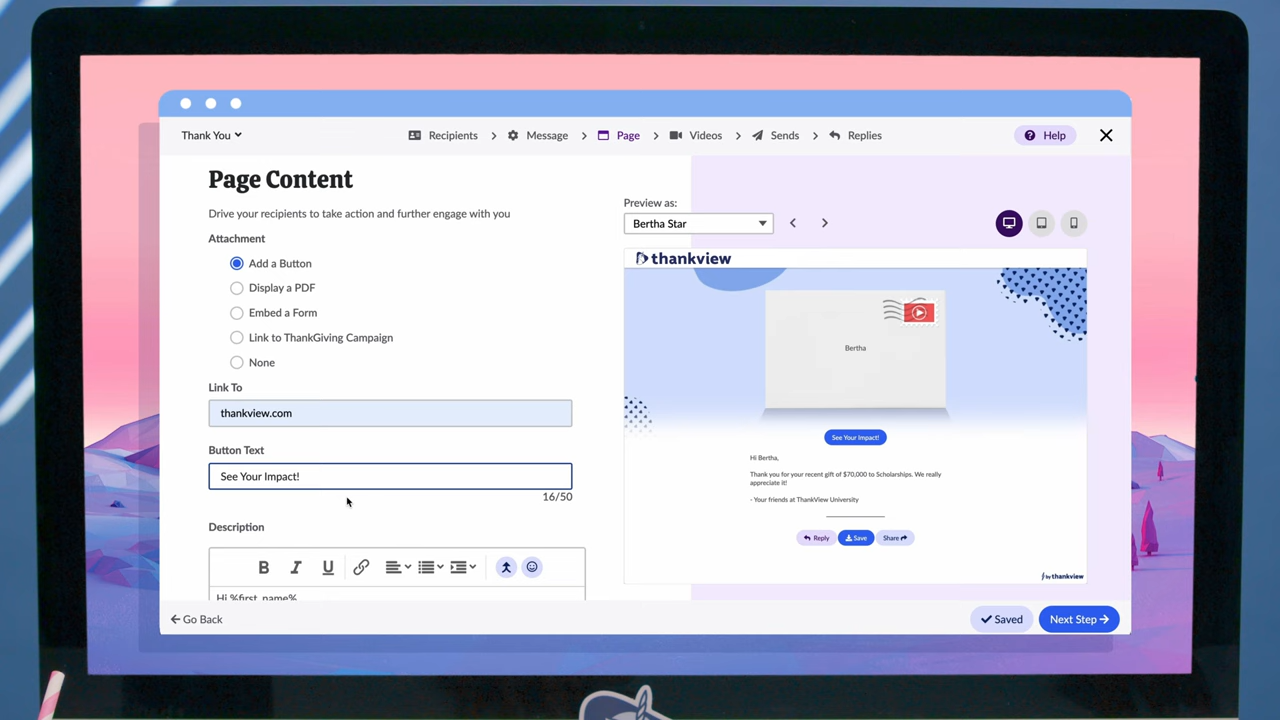 Thank You
Recipients
Message
Page
Videos
Sends
Replies
Help
Page Content
Drive your recipients to take action and further engage with you
Attachment
Add a Button
Display a PDF
Embed a Form
Link to ThankGiving Campaign
None
Link To
thankview.com
Button Text
See Your Impact!
16/50
Description
B I U
Hi %first_name%
Preview as:
Bertha Star
thankview
Bertha
See Your Impact!
Hi Bertha,
Thank you for your recent gift of $70,000 to Scholarships. We really
appreciate it!
- Your friends at ThankView University
Reply
Save
Share
by thankview
Go Back
Saved
Next Step